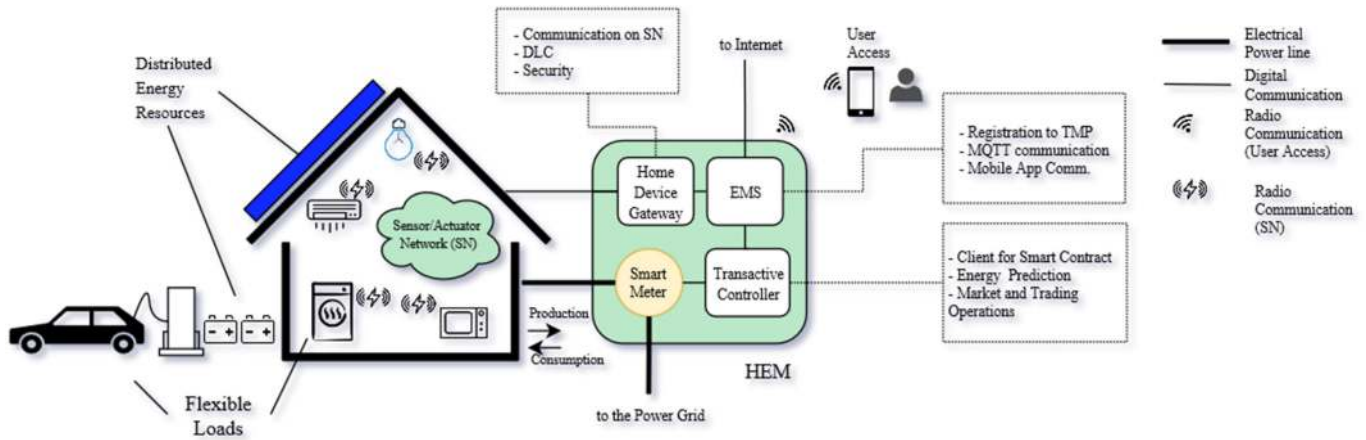 Distributed
Energy
Resources
- Communication on SN
- DLC
- Security
to Internet
User
Access
Electrical
Power line
Digital
Communication
Radio
Communication
(User Access)
Radio
Communication
(SN)
- Registration to TMP
- MQTT communication
- Mobile App Comm.
Home
Device
Gateway
EMS
Sensor/Actuator
Network (SN)
Smart
Meter
Transactive
Controller
- Client for Smart Contract
- Energy Prediction
- Market and Trading
Operations
Production
Consumption
HEM
to the Power Grid
Flexible
Loads